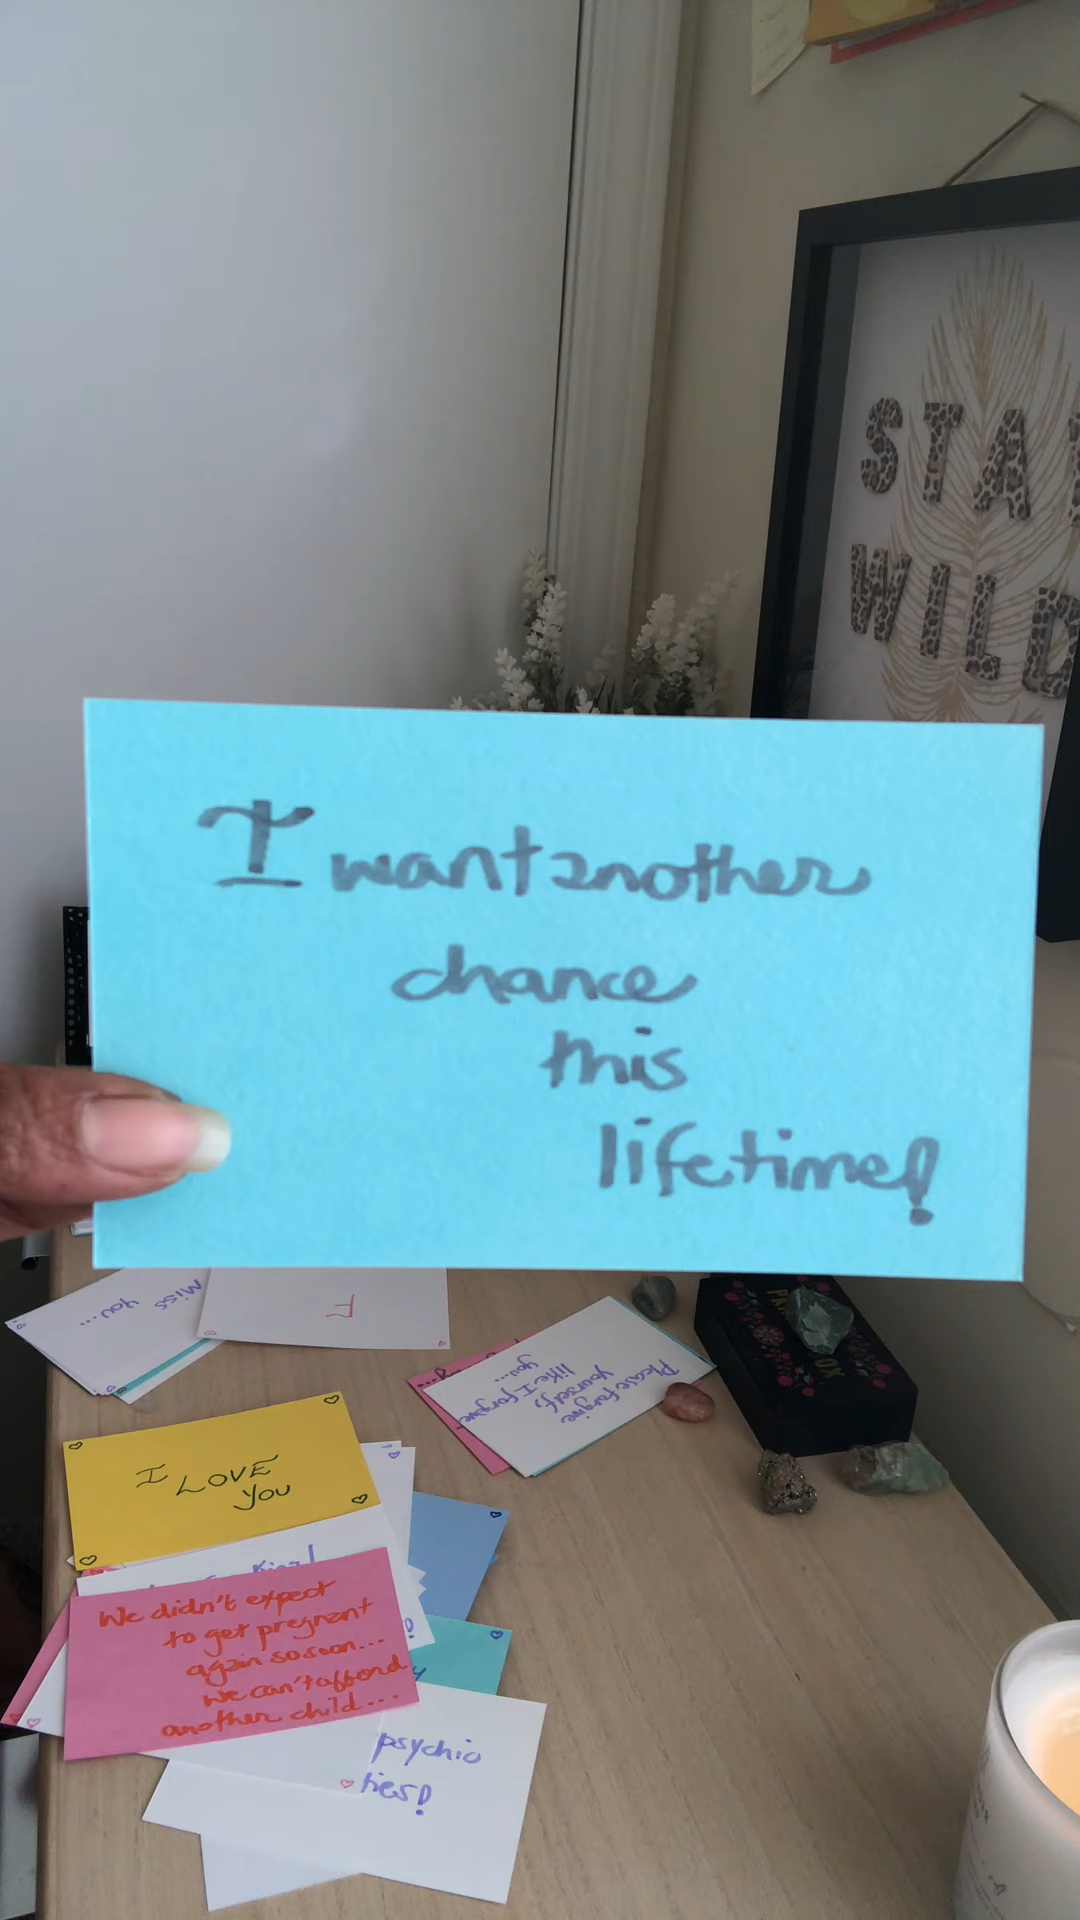 STAY
WILD
I want another
chance
this
lifetime!
Miss
you...
Please forgive
yourself,
like I forgive
you...
I LOVE
You
We didn't expect
to get pregnant
again so soon...
we can't afford
another child...
psychic
ties!